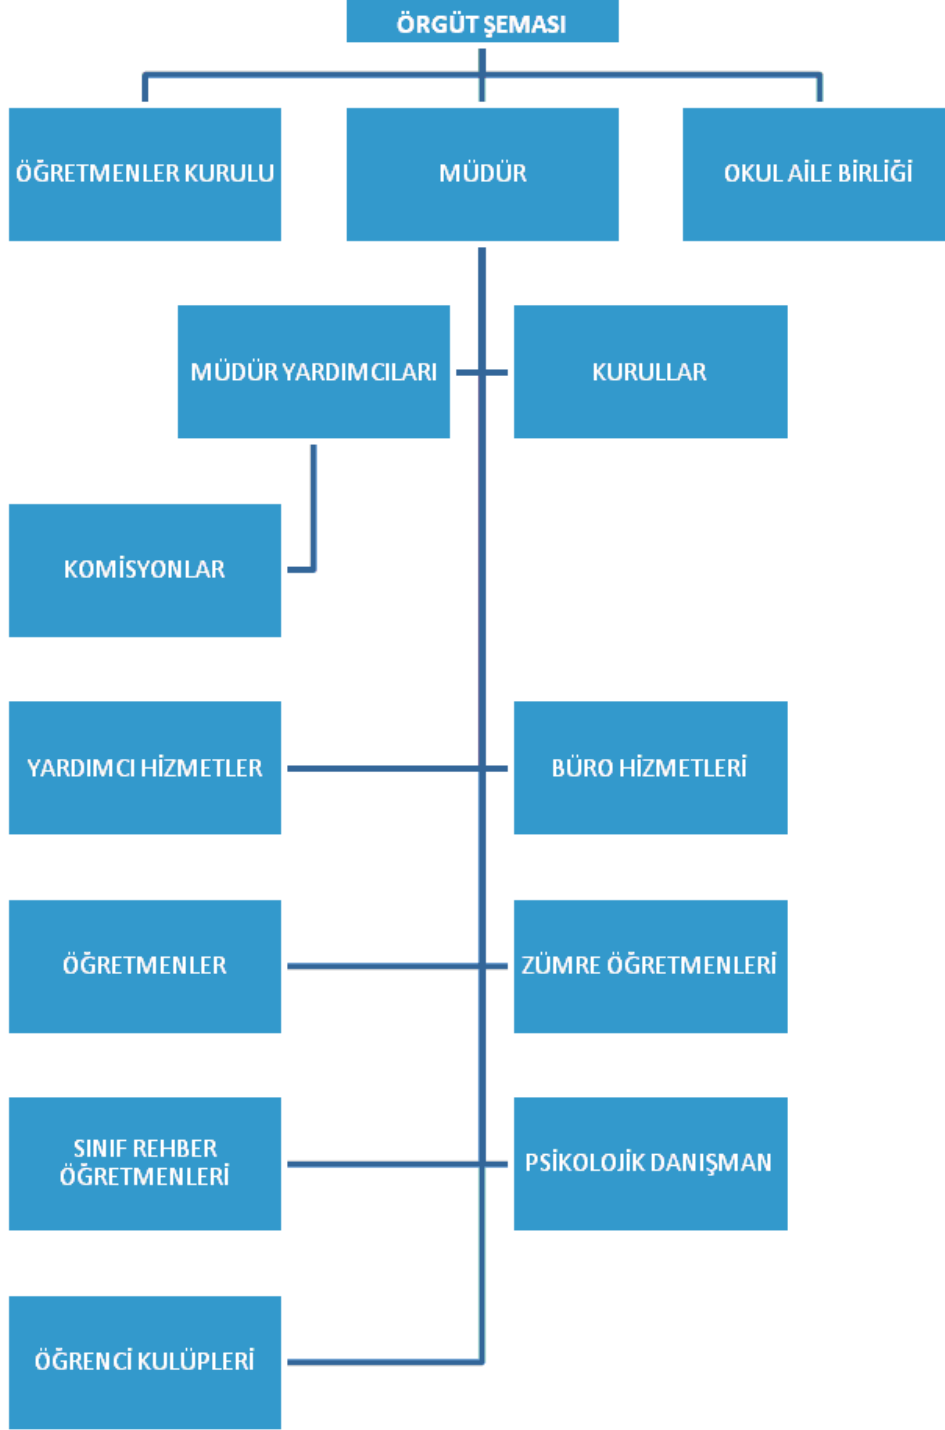 ÖRGÜT ŞEMASI
ÖĞRETMENLER KURULU
MÜDÜR
OKUL AİLE BİRLİĞİ
MÜDÜR YARDIMCILARI
KURULLAR
KOMİSYONLAR
YARDIMCI HİZMETLER
BÜRO HİZMETLERİ
ÖĞRETMENLER
ZÜMRE ÖĞRETMENLERİ
SINIF REHBER
ÖĞRETMENLERİ
PSİKOLOJİK DANIŞMAN
ÖĞRENCİ KULÜPLERİ